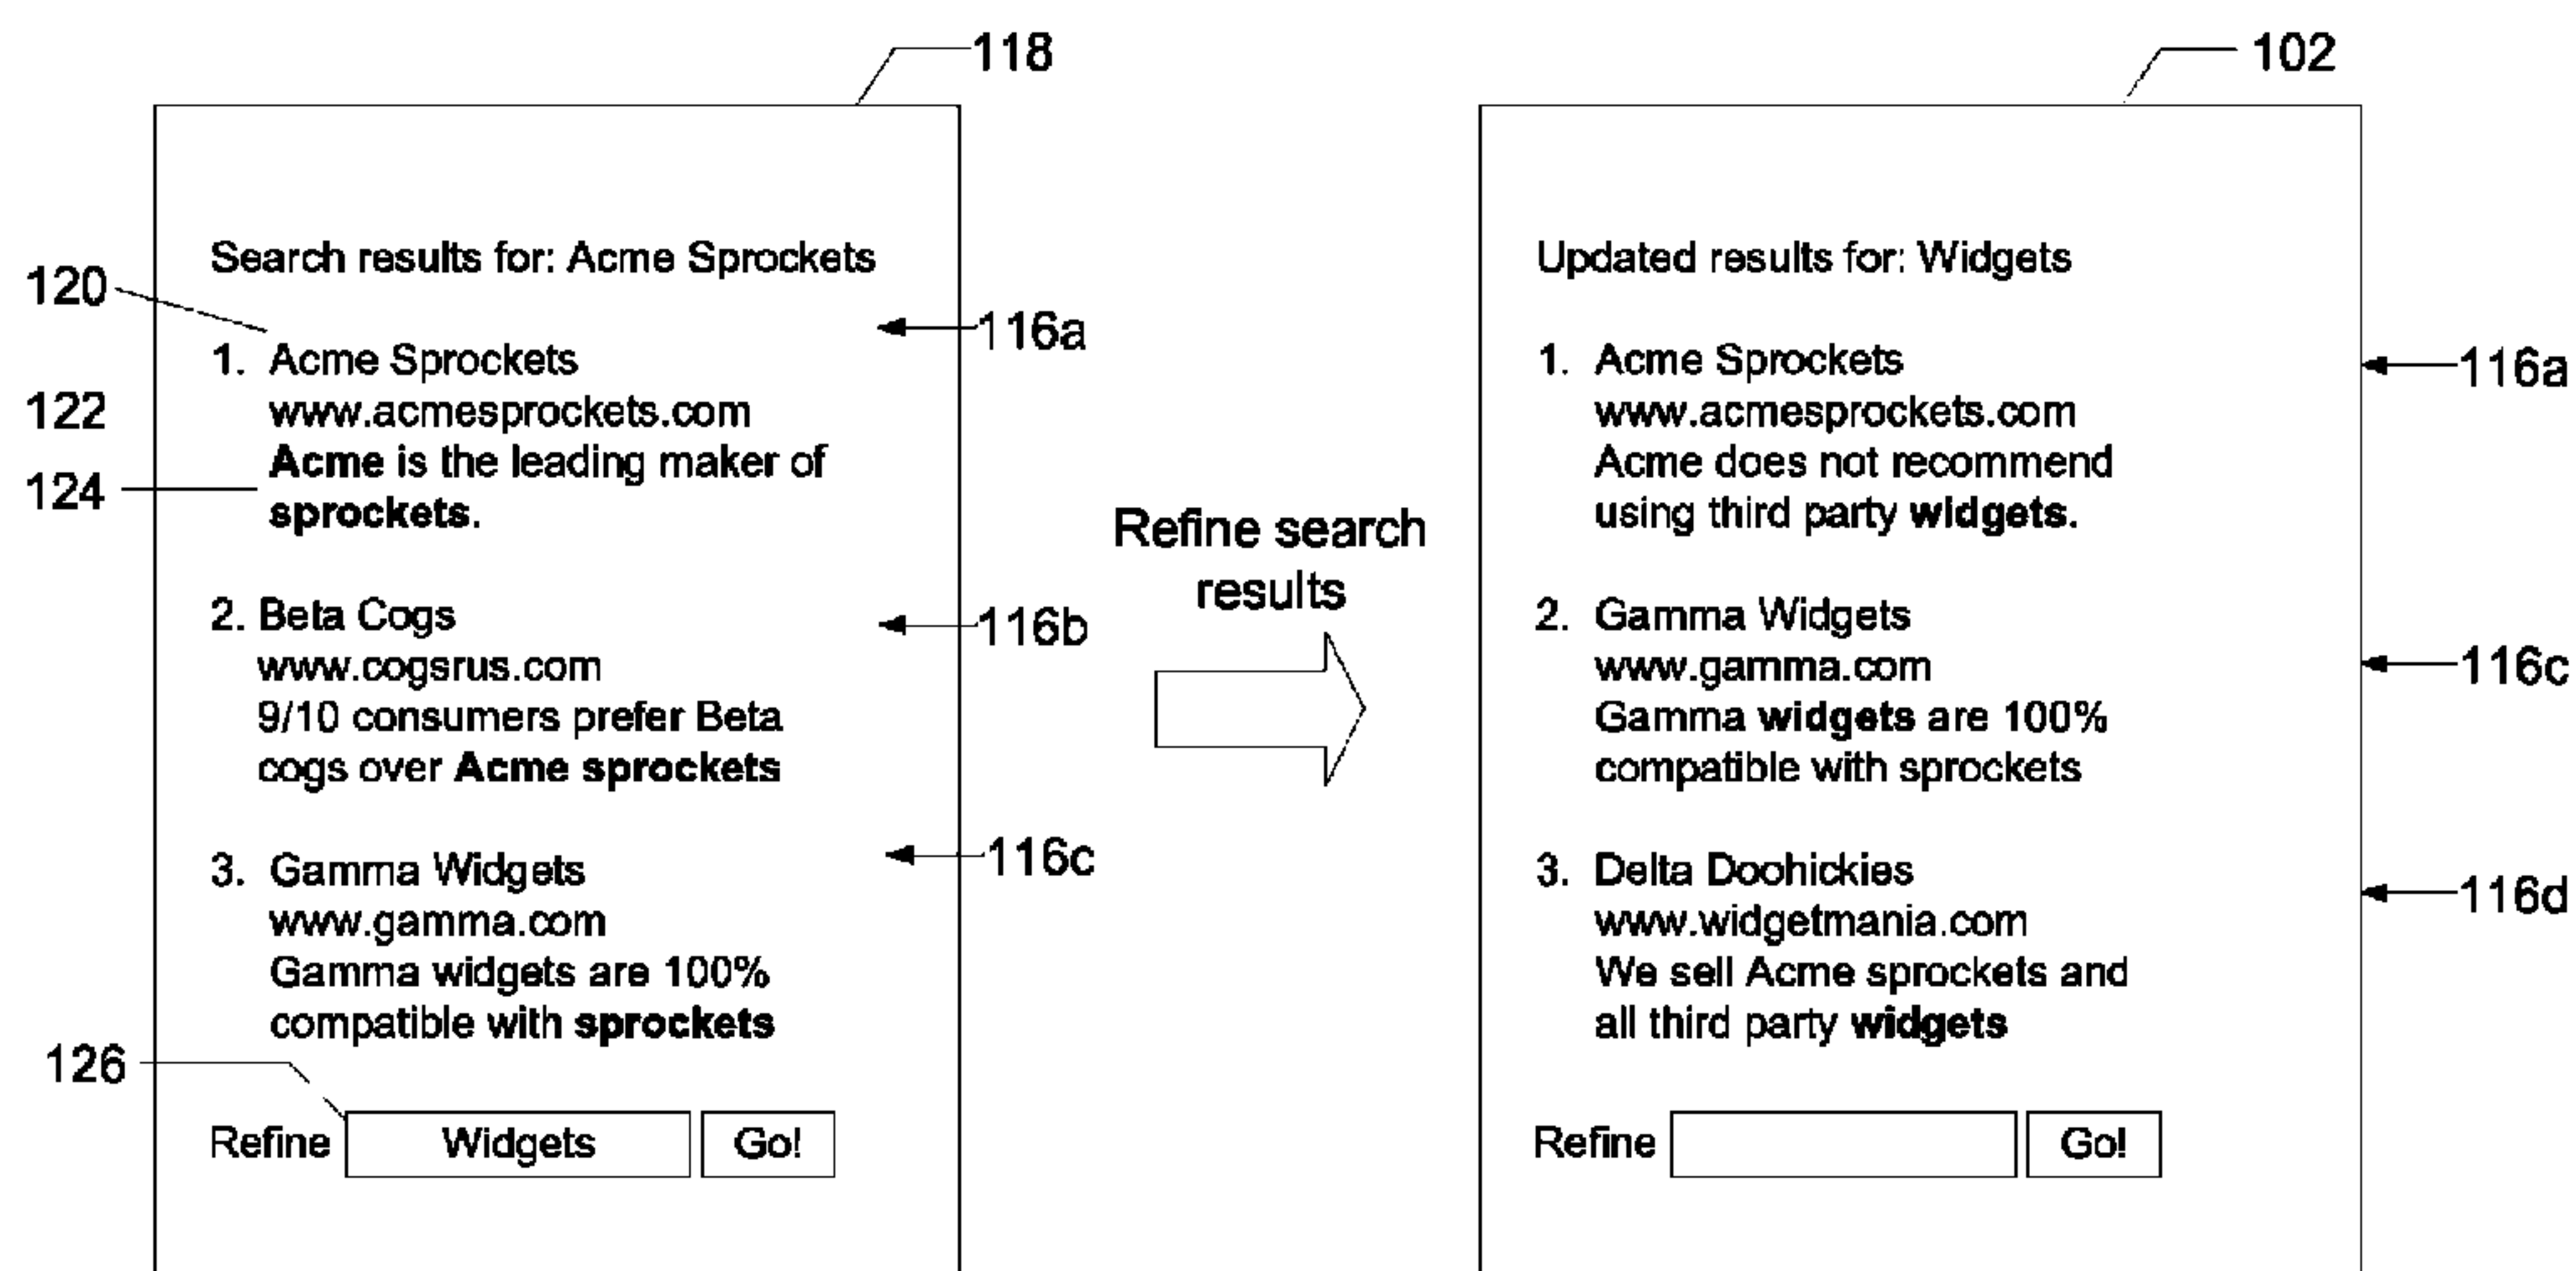 118
Search results for: Acme Sprockets
120
116a
1. Acme Sprockets
122
www.acmesprockets.com
Acme is the leading maker of
124
sprockets.
2. Beta Cogs
116b
www.cogsrus.com
9/10 consumers prefer Beta
cogs over Acme sprockets
116c
3. Gamma Widgets
www.gamma.com
Gamma widgets are 100%
compatible with sprockets
126
Refine Widgets Go!
Refine search
results
102
Updated results for: Widgets
1. Acme Sprockets
116a
www.acmesprockets.com
Acme does not recommend
using third party widgets.
2. Gamma Widgets
www.gamma.com
116c
Gamma widgets are 100%
compatible with sprockets
3. Delta Doohickies
116d
www.widgetmania.com
We sell Acme sprockets and
all third party widgets
Refine Go!